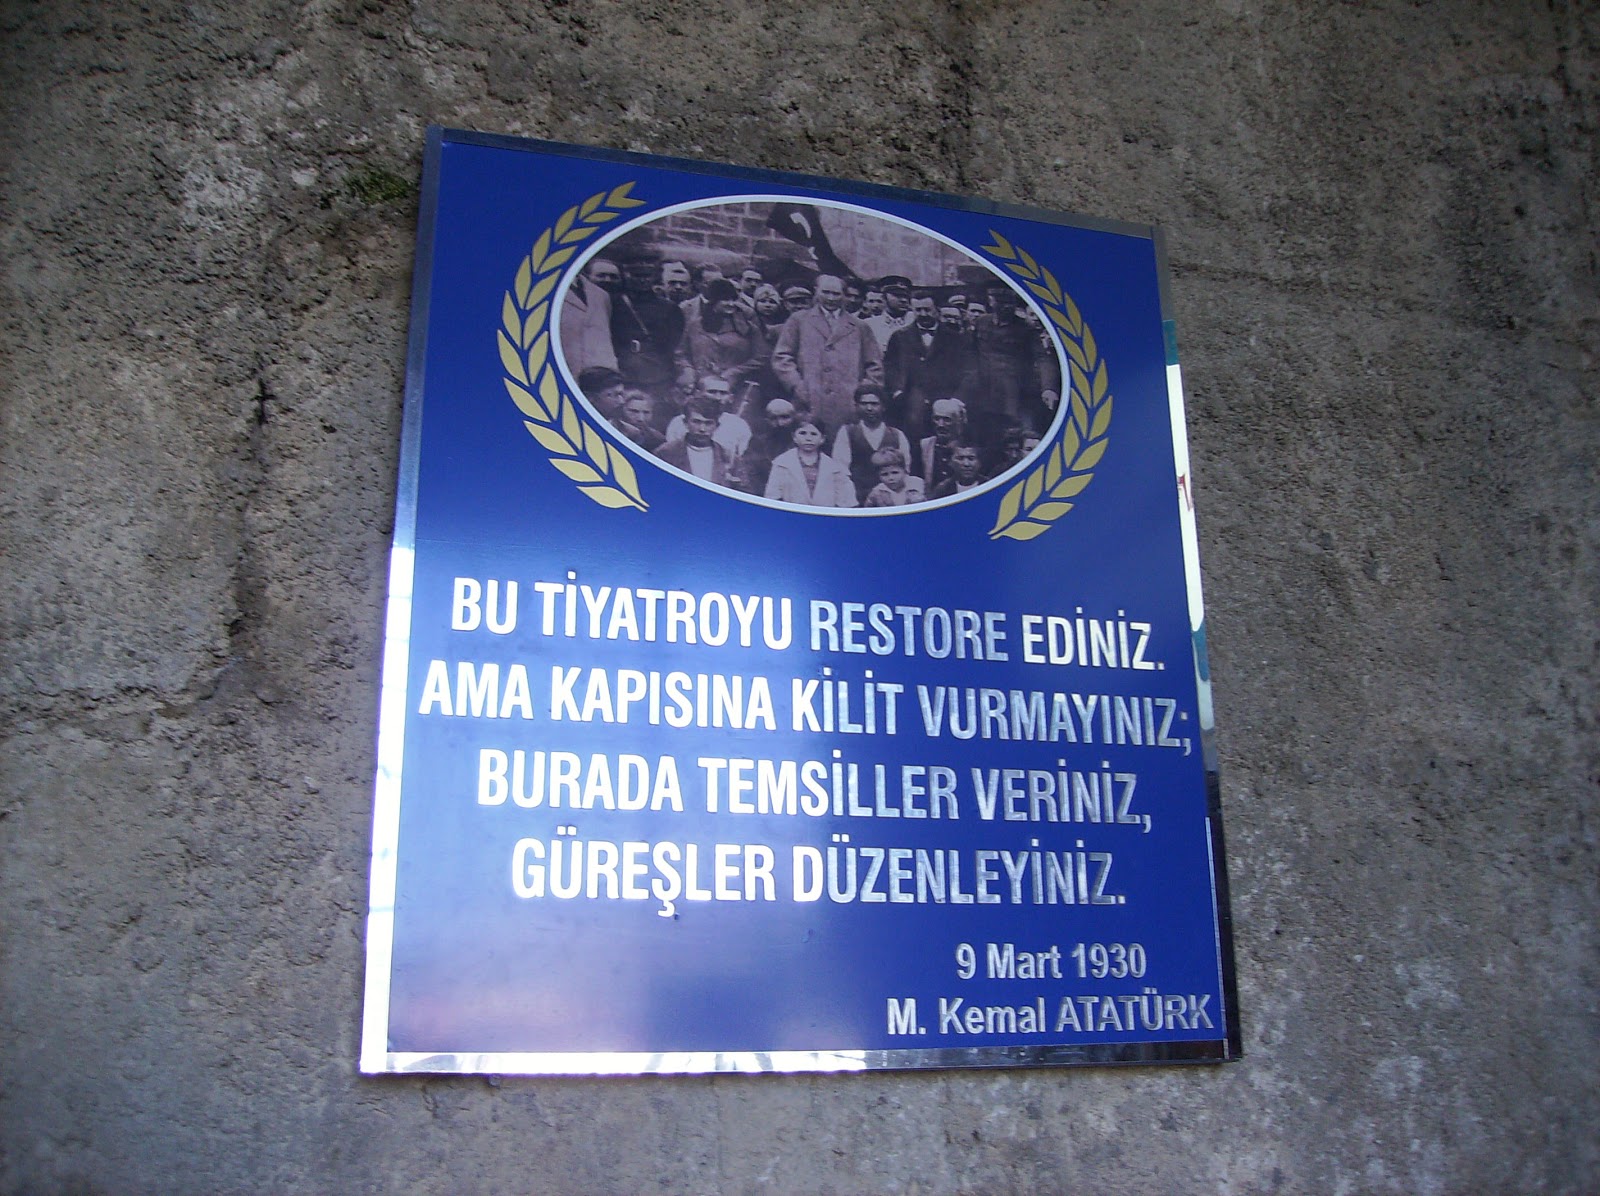 BU TİYATROYU RESTORE EDİNİZ.
AMA KAPISINA KİLİT VURMAYINIZ;
BURADA TEMSİLLER VERİNİZ,
GÜREŞLER DÜZENLEYİNİZ.
9 Mart 1930
M. Kemal ATATÜRK